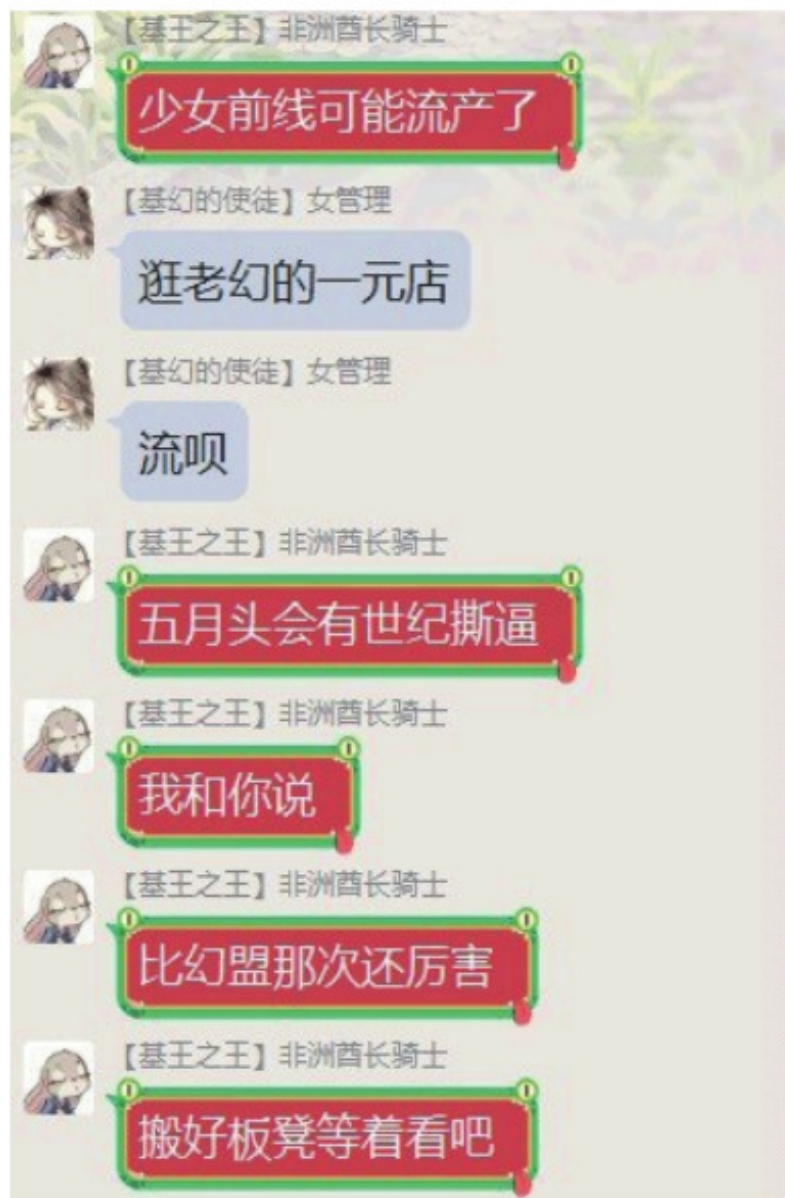 【基王之王】非洲酋长骑士
少女前线可能流产了
【基幻的使徒】女管理
逛老幻的一元店
【基幻的使徒】女管理
流呗
【基王之王】非洲酋长骑士
五月头会有世纪撕逼
【基王之王】非洲酋长骑士
我和你说
【基王之王】非洲酋长骑士
比幻盟那次还厉害
【基王之王】非洲酋长骑士
搬好板凳等着看吧